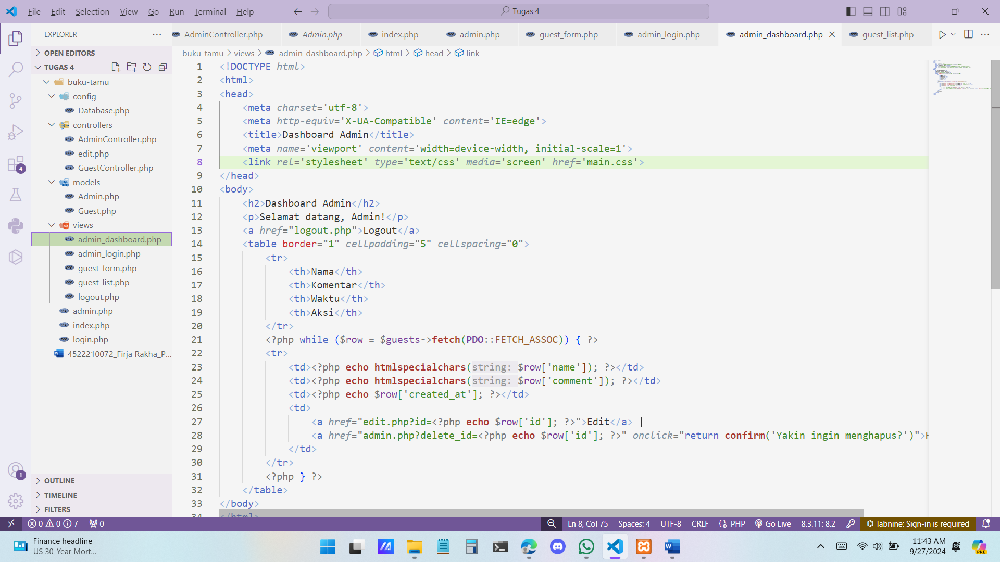 File Edit Selection View Go Run Terminal Help
Tugas 4
EXPLORER
AdminController.php
Admin.php
index.php
admin.php
guest_form.php
admin_login.php
admin_dashboard.php
guest_list.php
OPEN EDITORS
TUGAS 4
buku-tamu
config
Database.php
controllers
AdminController.php
edit.php
GuestController.php
models
Admin.php
Guest.php
views
admin_dashboard.php
admin_login.php
guest_form.php
guest_list.php
logout.php
admin.php
index.php
login.php
4522210072_Firja Rakha_P...
OUTLINE
TIMELINE
FILTERS
4
1
buku-tamu > views > admin_dashboard.php > html > head > link
1 <!DOCTYPE html>
2 <html>
3 <head>
4 <meta charset='utf-8'>
5 <meta http-equiv='X-UA-Compatible' content='IE=edge'>
6 <title>Dashboard Admin</title>
7 <meta name='viewport' content='width=device-width, initial-scale=1'>
8 <link rel='stylesheet' type='text/css' media='screen' href='main.css'>
9 </head>
10 <body>
11 <h2>Dashboard Admin</h2>
12 <p>Selamat datang, Admin!</p>
13 <a href="logout.php">Logout</a>
14 <table border="1" cellpadding="5" cellspacing="0">
15 <tr>
16 <th>Nama</th>
17 <th>Komentar</th>
18 <th>Waktu</th>
19 <th>Aksi</th>
20 </tr>
21 <?php while ($row = $guests->fetch(PDO::FETCH_ASSOC)) { ?>
22 <tr>
23 <td><?php echo htmlspecialchars(string: $row['name']); ?></td>
24 <td><?php echo htmlspecialchars(string: $row['comment']); ?></td>
25 <td><?php echo $row['created_at']; ?></td>
26 <td>
27 <a href="edit.php?id=<?php echo $row['id']; ?>">Edit</a> |
28 <a href="admin.php?delete_id=<?php echo $row['id']; ?>" onclick="return confirm('Yakin ingin menghapus?')">H
29 </td>
30 </tr>
31 <?php } ?>
32 </table>
33 </body>
34 </html>
0 0 7 0
Ln 8, Col 75 Spaces: 4 UTF-8 CRLF PHP Go Live 8.3.11: 8.2 Tabnine: Sign-in is required
Finance headline
US 30-Year Mort...
11:43 AM
9/27/2024
PRE